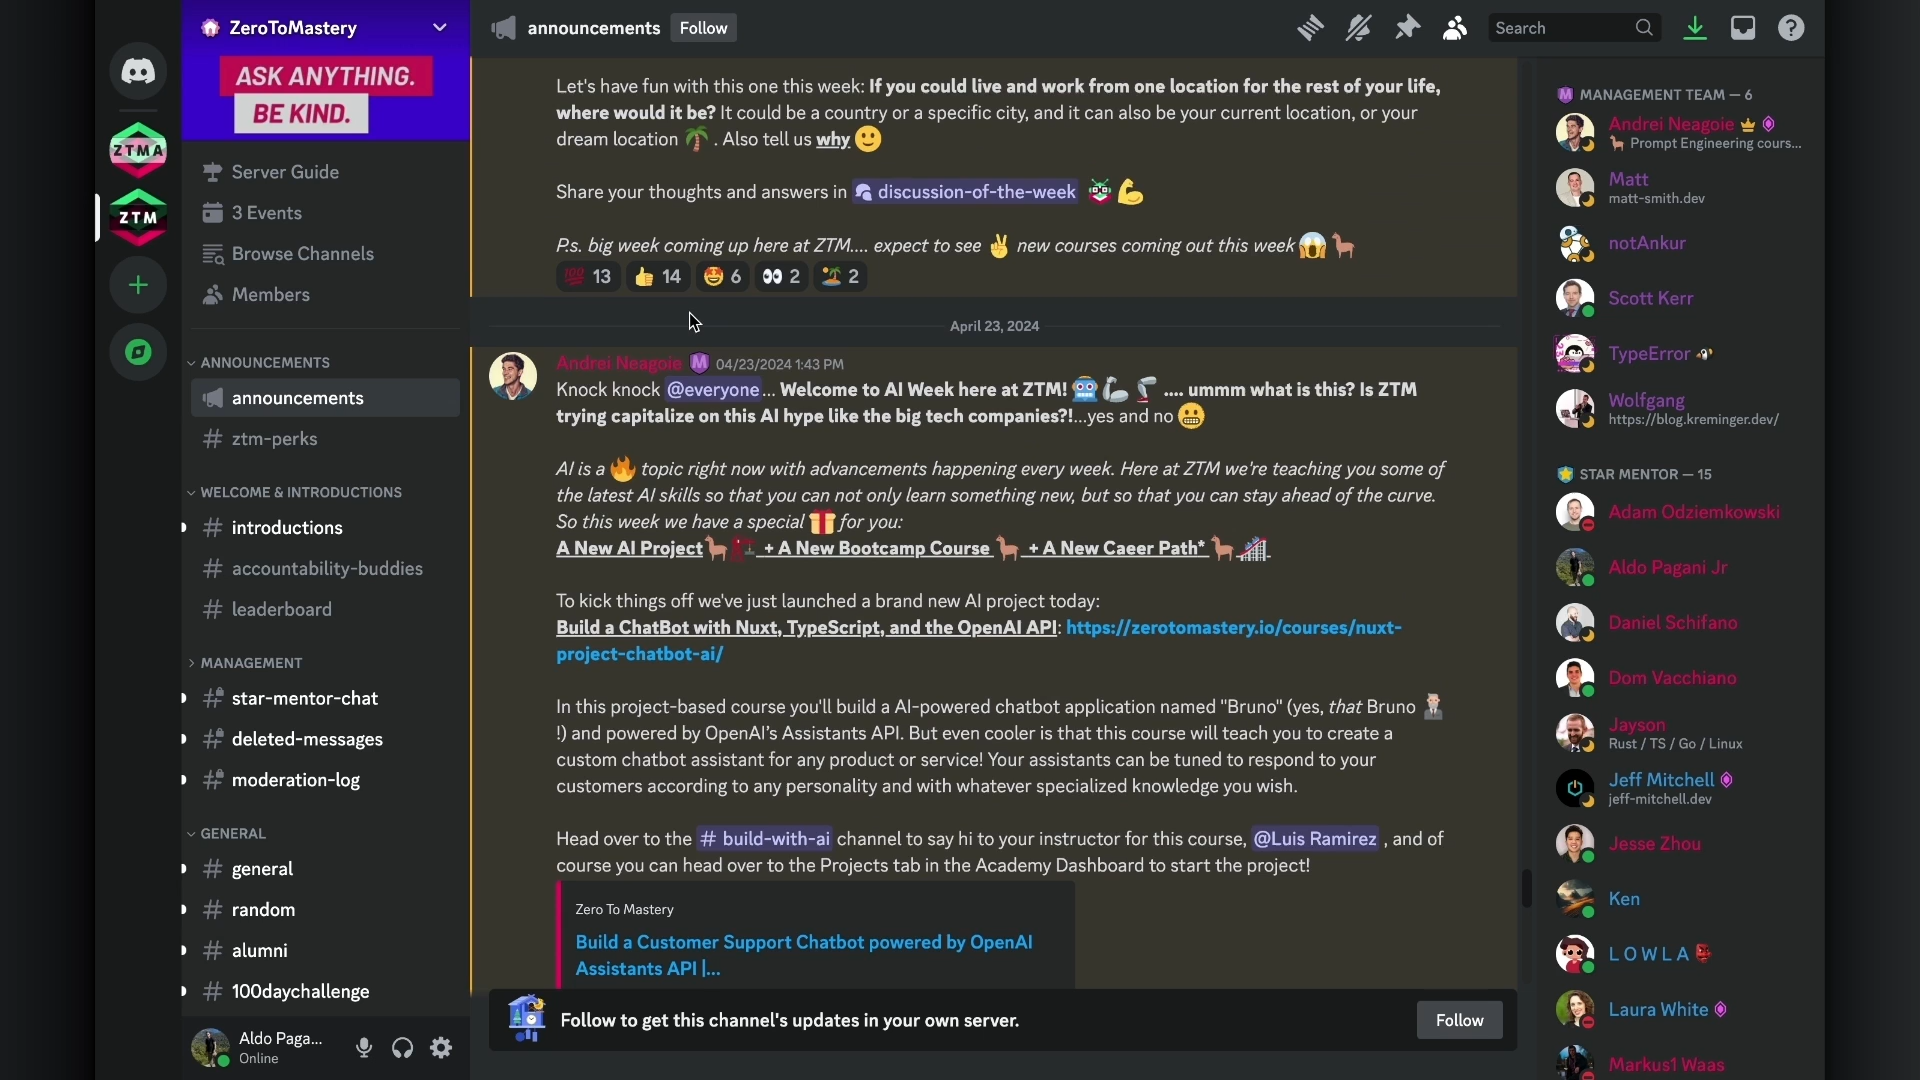 ZeroToMastery
ASK ANYTHING.
BE KIND.
ZTMA
ZTM
Server Guide
3 Events
Browse Channels
Members
ANNOUNCEMENTS
announcements
ztm-perks
WELCOME & INTRODUCTIONS
introductions
accountability-buddies
leaderboard
MANAGEMENT
star-mentor-chat
deleted-messages
moderation-log
GENERAL
general
random
alumni
100daychallenge
Aldo Paga...
Online
announcements
Follow
Search
Let's have fun with this one this week: If you could live and work from one location for the rest of your life,
where would it be? It could be a country or a specific city, and it can also be your current location, or your
dream location 🌴 . Also tell us why 🙂
Share your thoughts and answers in discussion-of-the-week 💪
P.s. big week coming up here at ZTM.... expect to see ✌️ new courses coming out this week 😱 🦙
💯 13 👍 14 🤩 6 👀 2 🏝️ 2
April 23, 2024
Andrei Neagoie 04/23/2024 1:43 PM
Knock knock @everyone... Welcome to AI Week here at ZTM! 🤖 🦾 .... ummm what is this? Is ZTM
trying capitalize on this AI hype like the big tech companies?!...yes and no 😬
AI is a 🔥 topic right now with advancements happening every week. Here at ZTM we're teaching you some of
the latest AI skills so that you can not only learn something new, but so that you can stay ahead of the curve.
So this week we have a special 🎁 for you:
A New AI Project 🦙 + A New Bootcamp Course 🦙 + A New Caeer Path* 🦙 🎢
To kick things off we've just launched a brand new AI project today:
Build a ChatBot with Nuxt, TypeScript, and the OpenAI API: https://zerotomastery.io/courses/nuxt-
project-chatbot-ai/
In this project-based course you'll build a AI-powered chatbot application named "Bruno" (yes, that Bruno
!) and powered by OpenAI's Assistants API. But even cooler is that this course will teach you to create a
custom chatbot assistant for any product or service! Your assistants can be tuned to respond to your
customers according to any personality and with whatever specialized knowledge you wish.
Head over to the # build-with-ai channel to say hi to your instructor for this course, @Luis Ramirez , and of
course you can head over to the Projects tab in the Academy Dashboard to start the project!
Zero To Mastery
Build a Customer Support Chatbot powered by OpenAI
Assistants API |...
Follow to get this channel's updates in your own server.
Follow
MANAGEMENT TEAM — 6
Andrei Neagoie
🦙 Prompt Engineering cours...
Matt
matt-smith.dev
notAnkur
Scott Kerr
TypeError
Wolfgang
https://blog.kreminger.dev/
STAR MENTOR — 15
Adam Odziemkowski
Aldo Pagani Jr
Daniel Schifano
Dom Vacchiano
Jayson
Rust / TS / Go / Linux
Jeff Mitchell
jeff-mitchell.dev
Jesse Zhou
Ken
L O W L A 👺
Laura White
Markus1 Waas